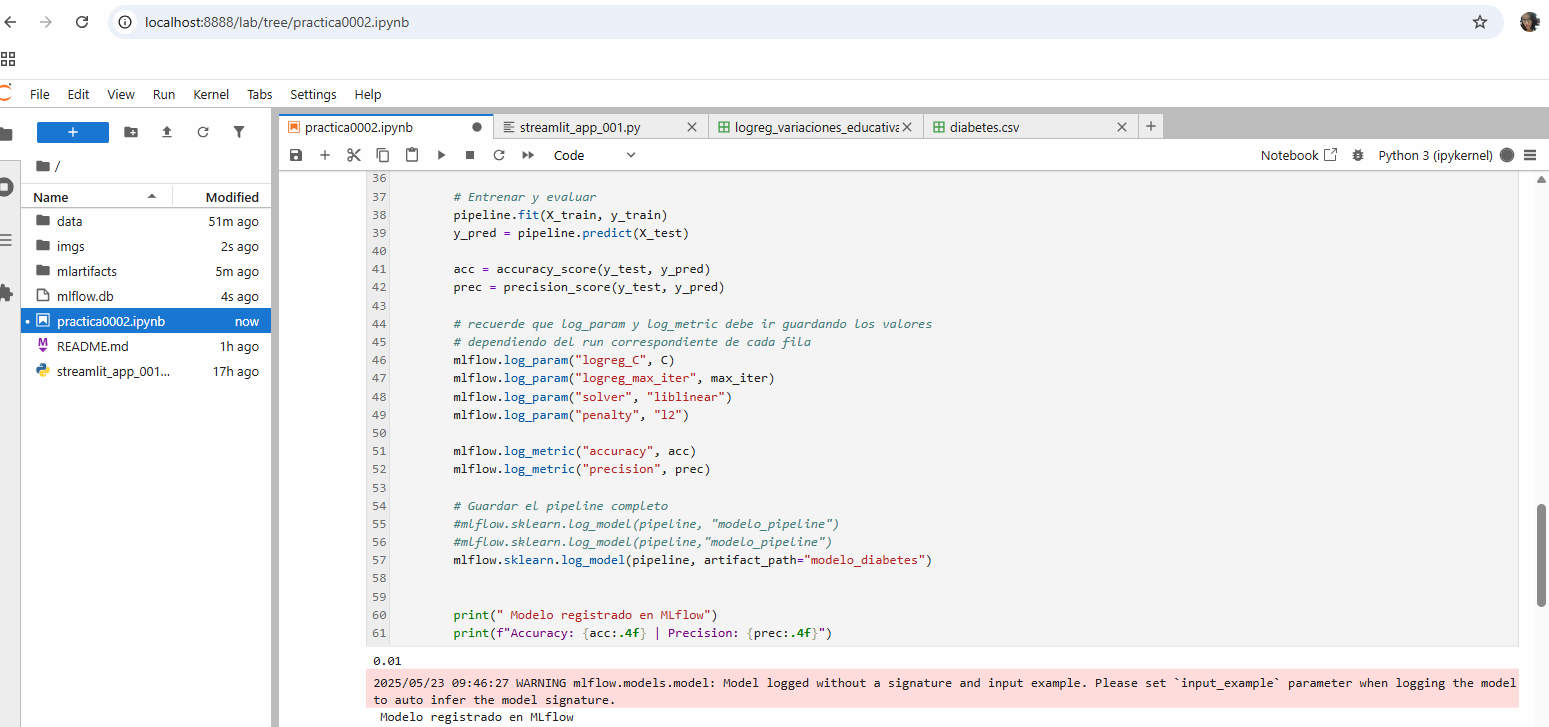 localhost:8888/lab/tree/practica0002.ipynb
File Edit View Run Kernel Tabs Settings Help
+
/
Name Modified
data 51m ago
imgs 2s ago
mlartifacts 5m ago
mlflow.db 4s ago
practica0002.ipynb now
README.md 1h ago
streamlit_app_001... 17h ago
practica0002.ipynb streamlit_app_001.py logreg_variaciones_educativa diabetes.csv
Code Notebook Python 3 (ipykernel)
36
37 # Entrenar y evaluar
38 pipeline.fit(X_train, y_train)
39 y_pred = pipeline.predict(X_test)
40
41 acc = accuracy_score(y_test, y_pred)
42 prec = precision_score(y_test, y_pred)
43
44 # recuerde que log_param y log_metric debe ir guardando los valores
45 # dependiendo del run correspondiente de cada fila
46 mlflow.log_param("logreg_C", C)
47 mlflow.log_param("logreg_max_iter", max_iter)
48 mlflow.log_param("solver", "liblinear")
49 mlflow.log_param("penalty", "l2")
50
51 mlflow.log_metric("accuracy", acc)
52 mlflow.log_metric("precision", prec)
53
54 # Guardar el pipeline completo
55 #mlflow.sklearn.log_model(pipeline, "modelo_pipeline")
56 #mlflow.sklearn.log_model(pipeline,"modelo_pipeline")
57 mlflow.sklearn.log_model(pipeline, artifact_path="modelo_diabetes")
58
59
60 print(" Modelo registrado en MLflow")
61 print(f"Accuracy: {acc:.4f} | Precision: {prec:.4f}")
0.01
2025/05/23 09:46:27 WARNING mlflow.models.model: Model logged without a signature and input example. Please set `input_example` parameter when logging the model
to auto infer the model signature.
Modelo registrado en MLflow